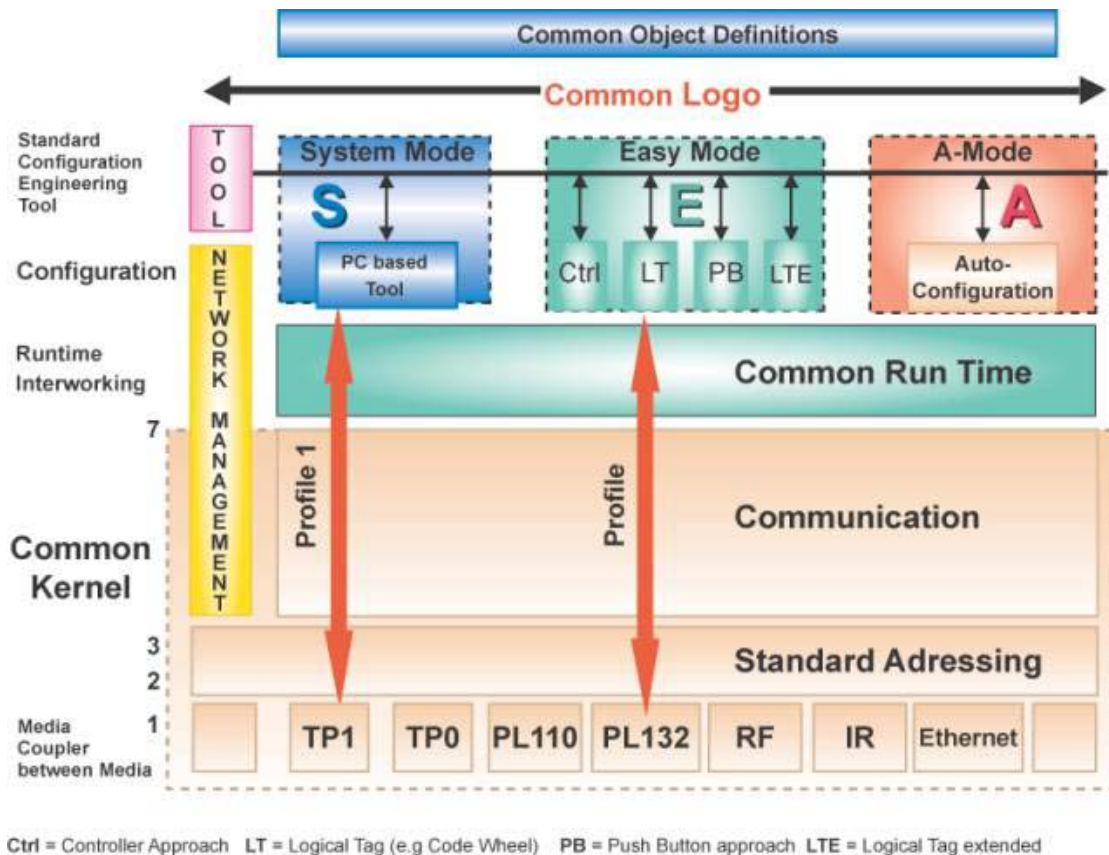 Common Object Definitions
Common Logo
Standard
Configuration
Engineering
Tool
TOOL
System Mode
Easy Mode
A-Mode
S
E
A
Configuration
NETWORK MANAGEMENT
PC based
Tool
Ctrl
LT
PB
LTE
Auto-
Configuration
Runtime
Interworking
Common Run Time
7
Profile 1
Profile
Communication
Common
Kernel
3
2
Standard Adressing
1
Media
Coupler
between Media
TP1
TP0
PL110
PL132
RF
IR
Ethernet
Ctrl = Controller Approach LT = Logical Tag (e.g Code Wheel) PB = Push Button approach LTE = Logical Tag extended